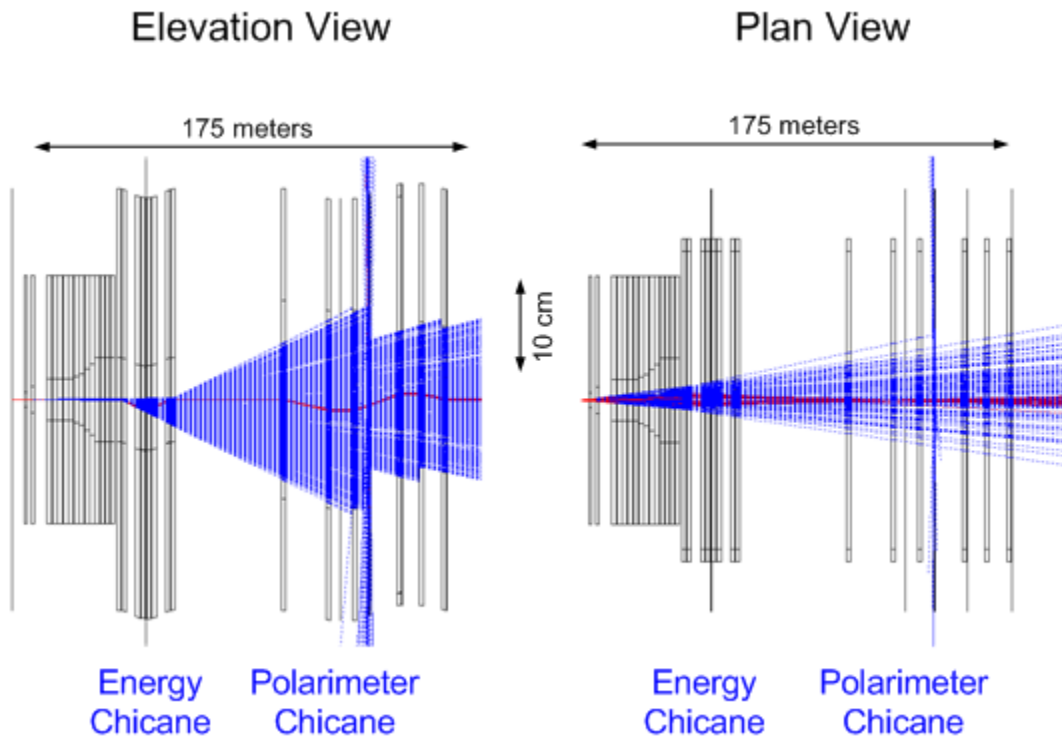 Elevation View
Plan View
175 meters
175 meters
10 cm
Energy
Chicane
Polarimeter
Chicane
Energy
Chicane
Polarimeter
Chicane